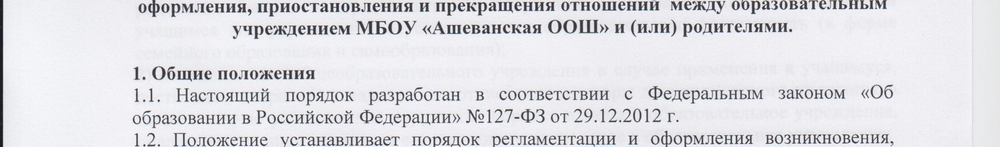 оформления, приостановления и прекращения отношений между образовательным
учреждением МБОУ «Ашеванская ООШ» и (или) родителями.
1. Общие положения
1.1. Настоящий порядок разработан в соответствии с Федеральным законом «Об
образовании в Российской Федерации» №127-ФЗ от 29.12.2012 г.
1.2. Положение устанавливает порядок регламентации и оформления возникновения,